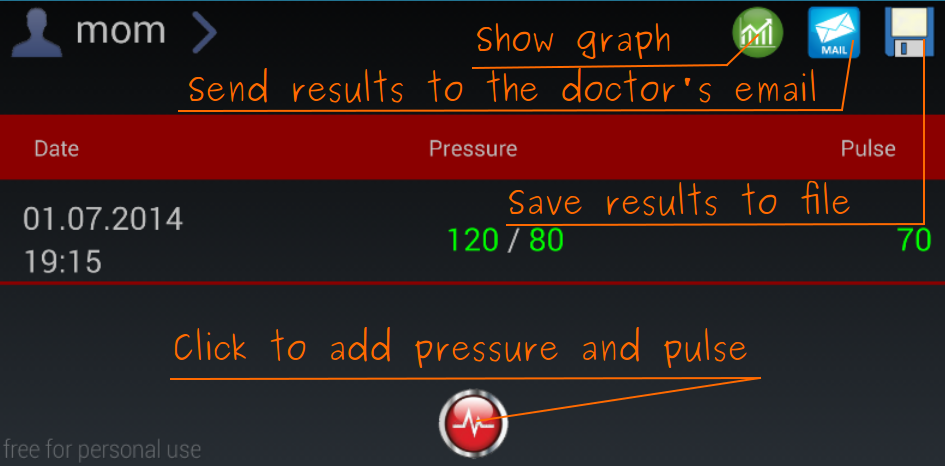 mom
Show graph
MAIL
Send results to the doctor's email
Date Pressure Pulse
Save results to file
01.07.2014
120 / 80 70
19:15
Click to add pressure and pulse
free for personal use